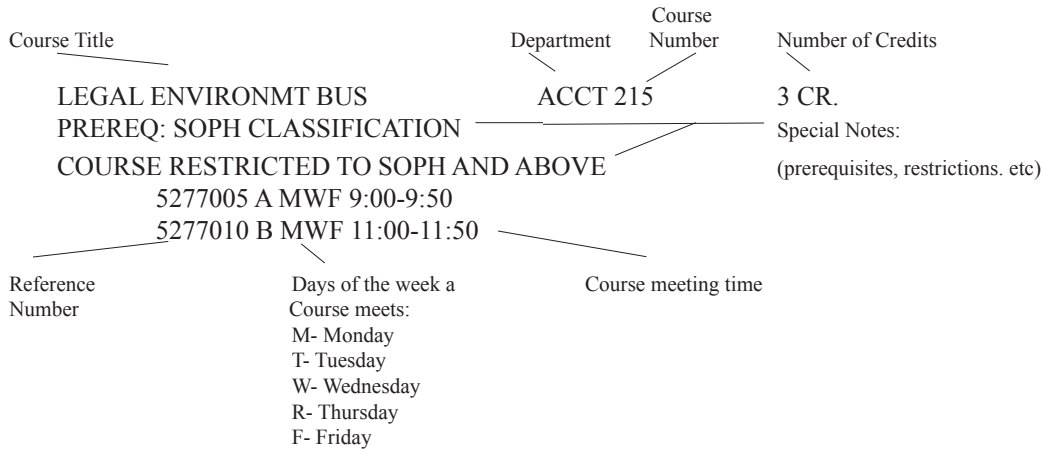 Course
Course Title Department Number Number of Credits
LEGAL ENVIRONMT BUS ACCT 215 3 CR.
PREREQ: SOPH CLASSIFICATION Special Notes:
COURSE RESTRICTED TO SOPH AND ABOVE (prerequisites, restrictions. etc)
5277005 A MWF 9:00-9:50
5277010 B MWF 11:00-11:50
Reference Days of the week a Course meeting time
Number Course meets:
M- Monday
T- Tuesday
W- Wednesday
R- Thursday
F- Friday